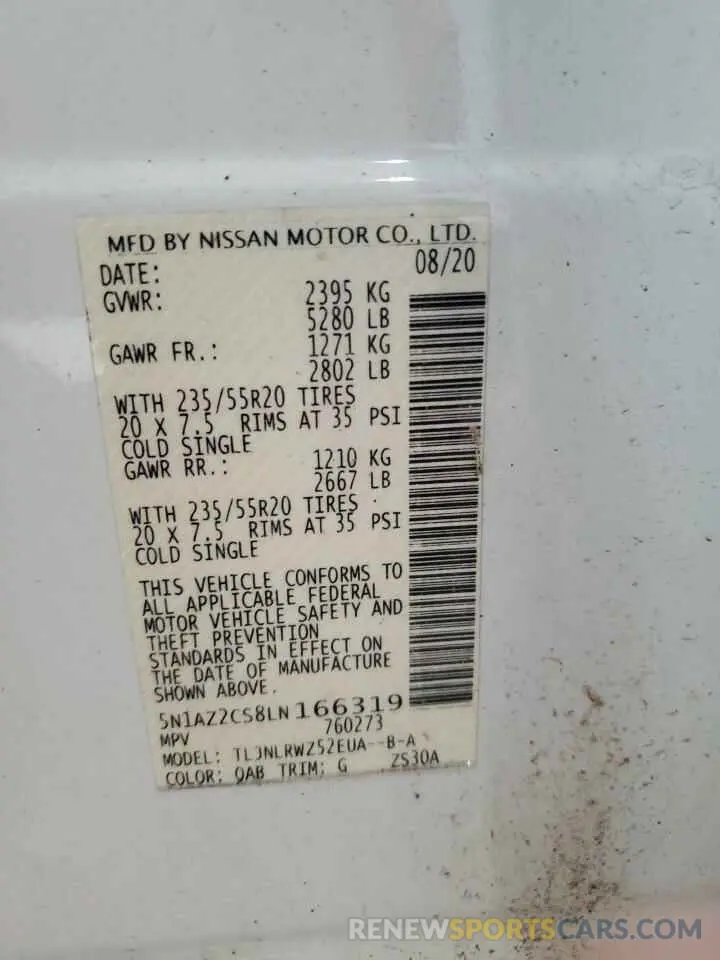 MFD BY NISSAN MOTOR CO., LTD.
DATE: 08/20
GVWR: 2395 KG
5280 LB
GAWR FR.: 1271 KG
2802 LB
WITH 235/55R20 TIRES
20 X 7.5 RIMS AT 35 PSI
COLD SINGLE
GAWR RR.: 1210 KG
2667 LB
WITH 235/55R20 TIRES
20 X 7.5 RIMS AT 35 PSI
COLD SINGLE
THIS VEHICLE CONFORMS TO
ALL APPLICABLE FEDERAL
MOTOR VEHICLE SAFETY AND
THEFT PREVENTION
STANDARDS IN EFFECT ON
THE DATE OF MANUFACTURE
SHOWN ABOVE.
5N1AZ2CS8LN166319
MPV 760273
MODEL: TL3NLRWZ52EUA--B-A
COLOR: QAB TRIM: G ZS30A
RENEWSPORTSCARS.COM